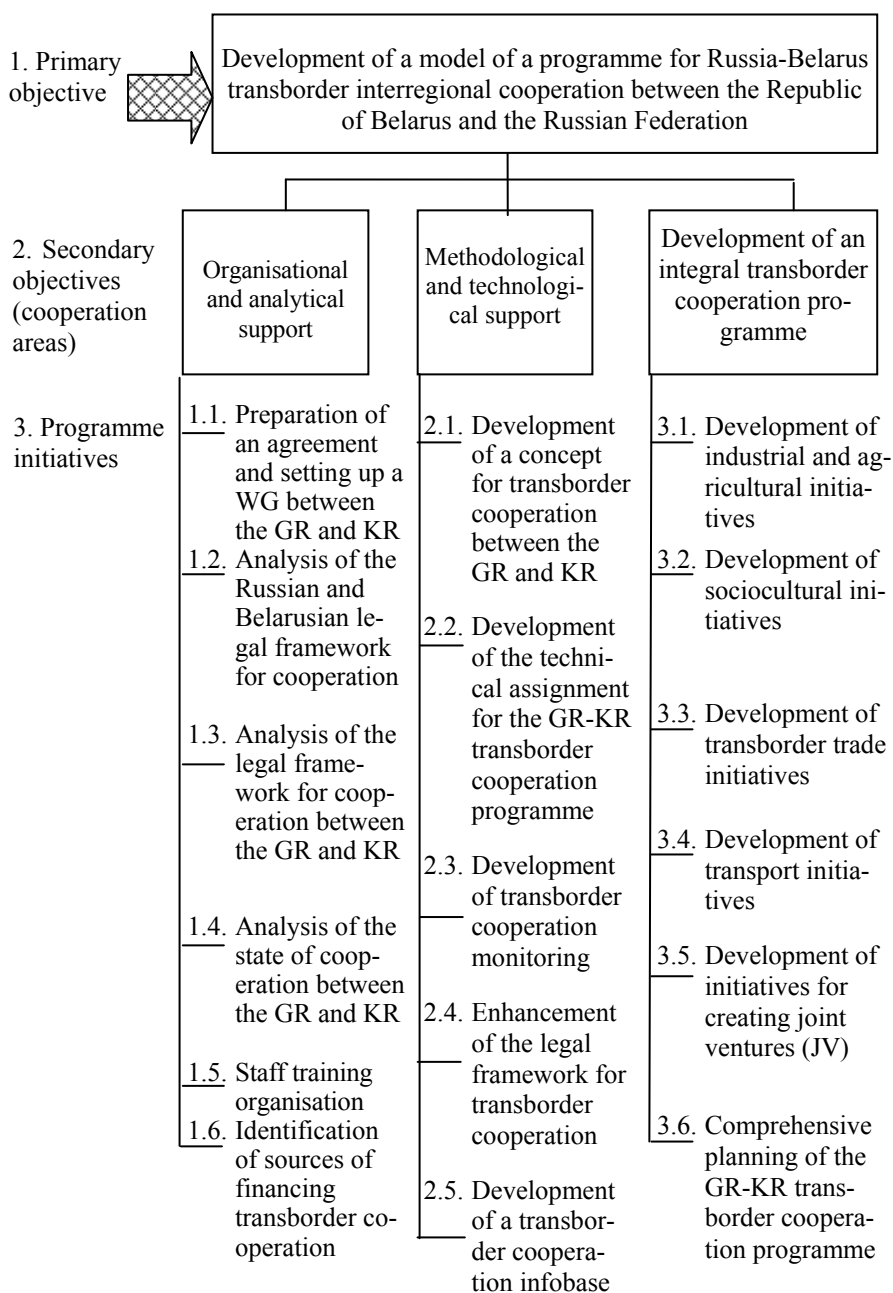 1. Primary
objective
Development of a model of a programme for Russia-Belarus
transborder interregional cooperation between the Republic
of Belarus and the Russian Federation
2. Secondary
objectives
(cooperation
areas)
Organisational
and analytical
support
Methodological
and technologi-
cal support
Development of an
integral transborder
cooperation pro-
gramme
3. Programme
initiatives
1.1. Preparation of
an agreement
and setting up a
WG between
the GR and KR
1.2. Analysis of the
Russian and
Belarusian le-
gal framework
for cooperation
1.3. Analysis of the
legal frame-
work for coop-
eration between
the GR and KR
1.4. Analysis of the
state of coop-
eration between
the GR and KR
1.5. Staff training
organisation
1.6. Identification
of sources of
financing
transborder co-
operation
2.1. Development
of a concept
for transborder
cooperation
between the
GR and KR
2.2. Development
of the techni-
cal assignment
for the GR-KR
transborder
cooperation
programme
2.3. Development
of transborder
cooperation
monitoring
2.4. Enhancement
of the legal
framework for
transborder
cooperation
2.5. Development
of a transbor-
der coopera-
tion infobase
3.1. Development of
industrial and ag-
ricultural initia-
tives
3.2. Development of
sociocultural ini-
tiatives
3.3. Development of
transborder trade
initiatives
3.4. Development of
transport initia-
tives
3.5. Development of
initiatives for
creating joint
ventures (JV)
3.6. Comprehensive
planning of the
GR-KR trans-
border coopera-
tion programme